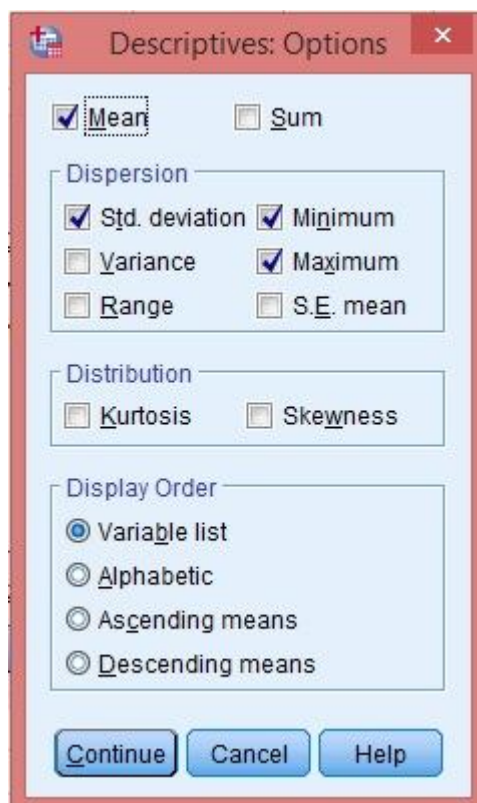 Descriptives: Options
Mean Sum
Dispersion
Std. deviation Minimum
Variance Maximum
Range S.E. mean
Distribution
Kurtosis Skewness
Display Order
Variable list
Alphabetic
Ascending means
Descending means
Continue Cancel Help